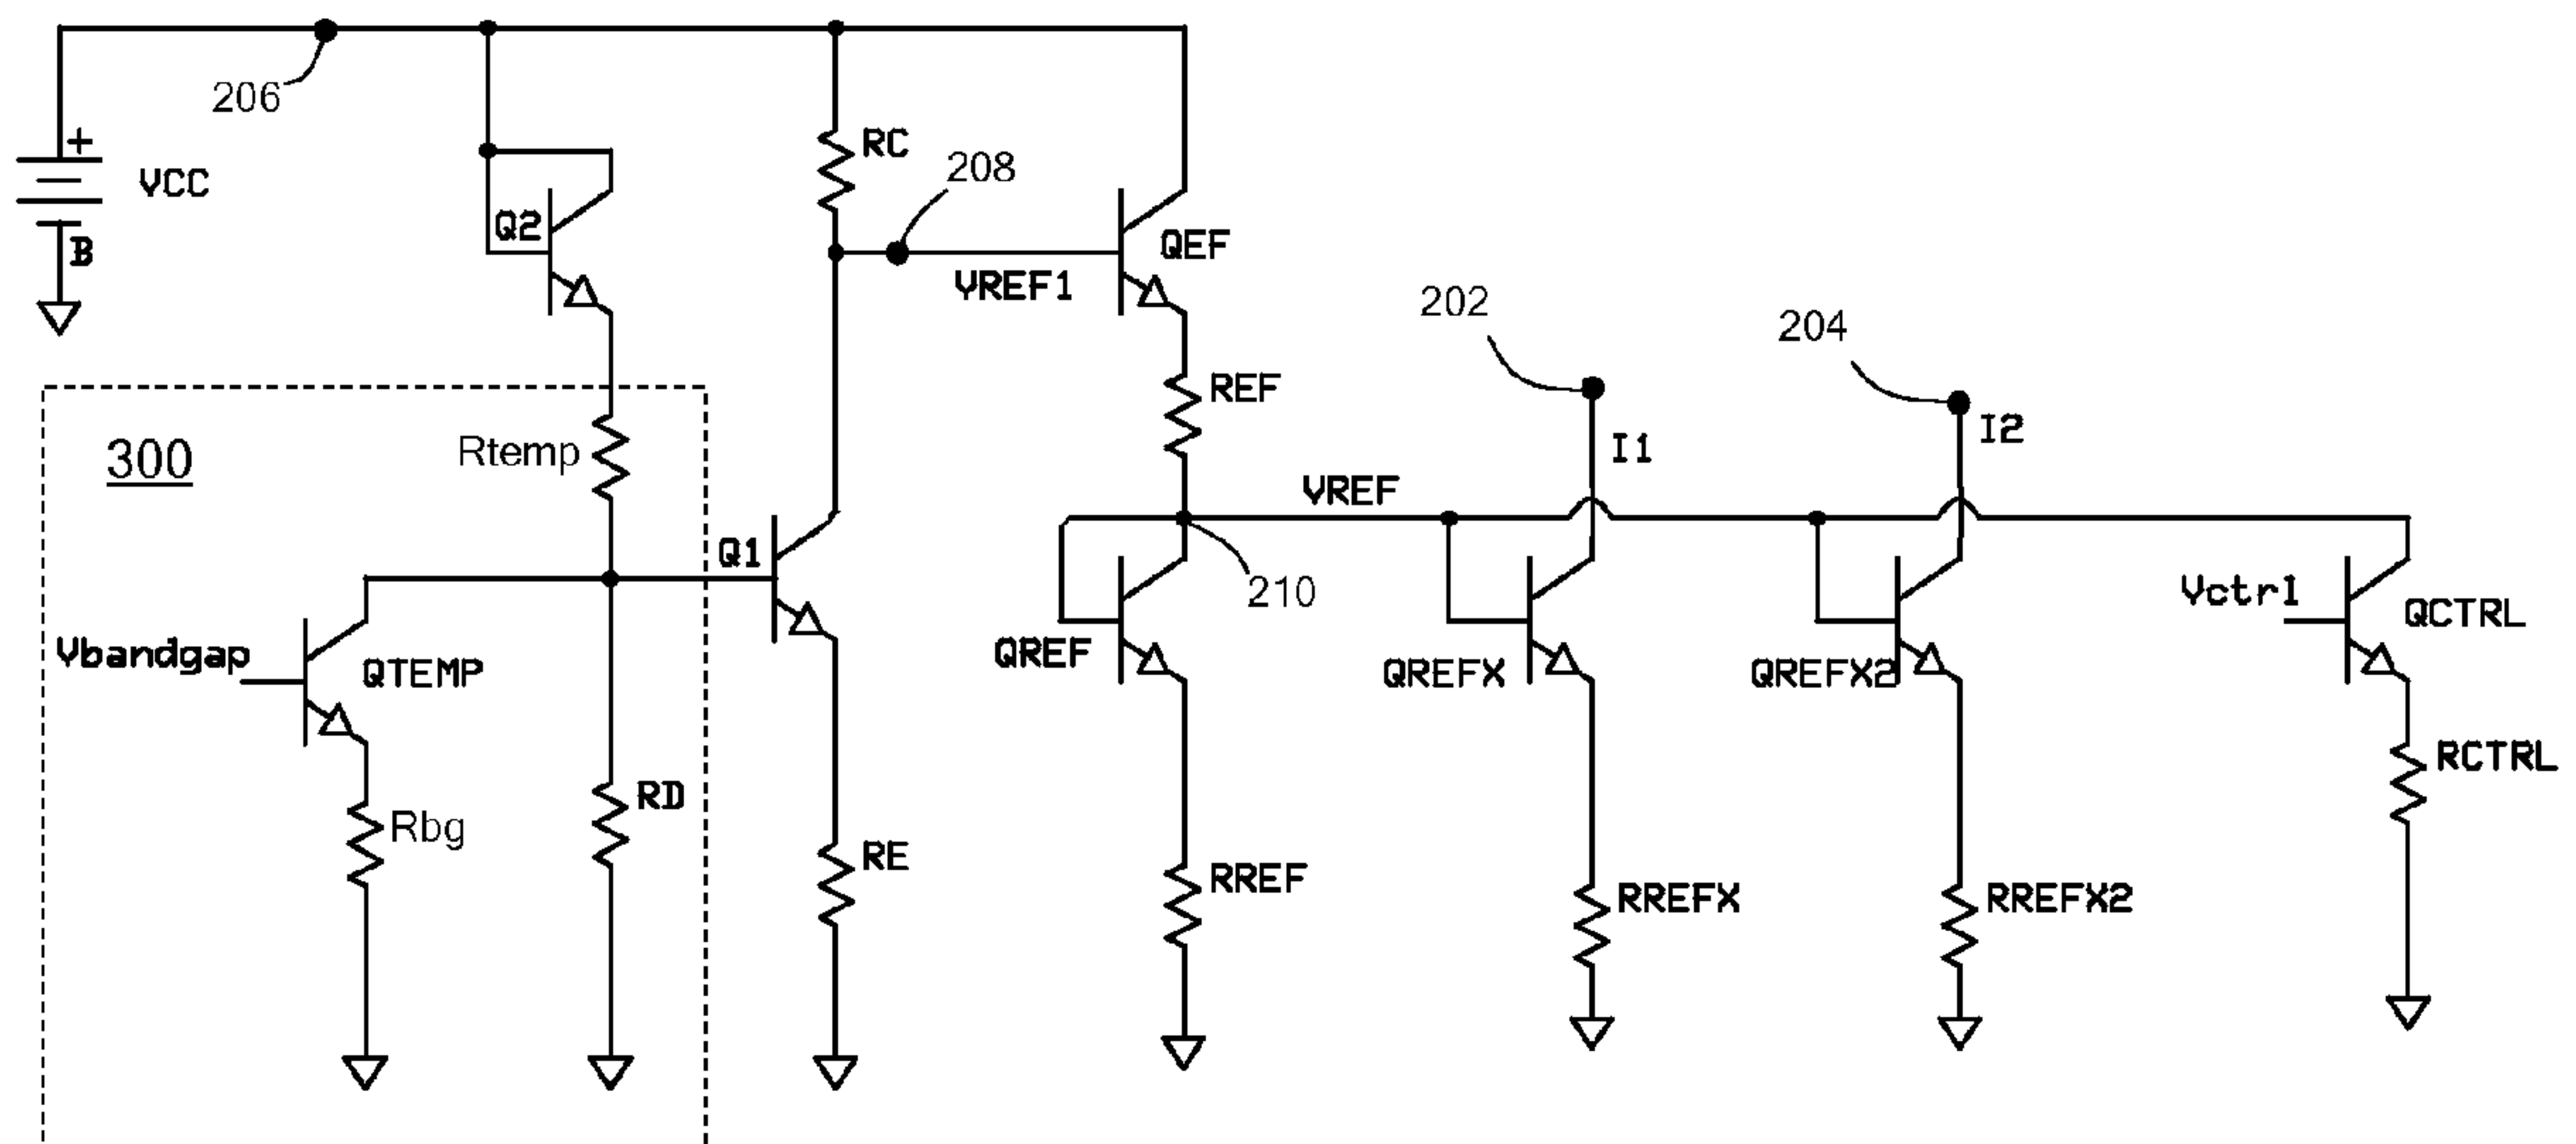 206
+
VCC
B
Q2
RC
208
VREF1
QEF
REF
202
204
I1
I2
300
Rtemp
VREF
Q1
210
Vbandgap
QTEMP
QREF
QREFX
QREFX2
Vctrl
QCTRL
Rbg
RD
RE
RREF
RREFX
RREFX2
RCTRL